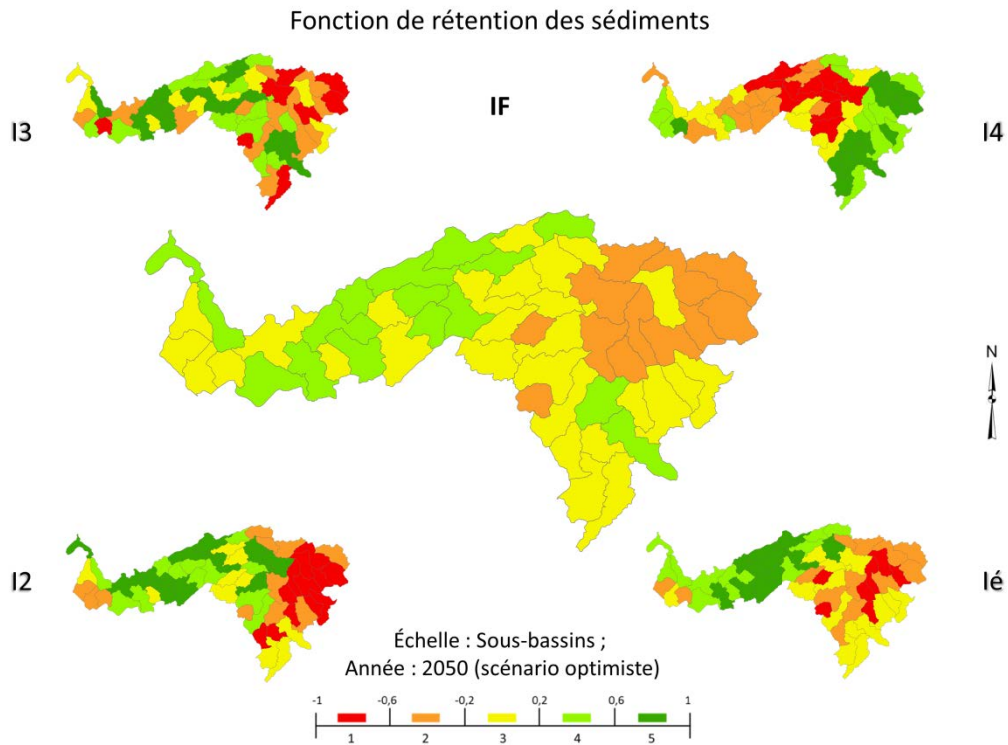 Fonction de rétention des sédiments
I3
IF
I4
N
I2
Ié
Échelle : Sous-bassins ;
Année : 2050 (scénario optimiste)
-1 -0,6 -0,2 0,2 0,6 1
1 2 3 4 5